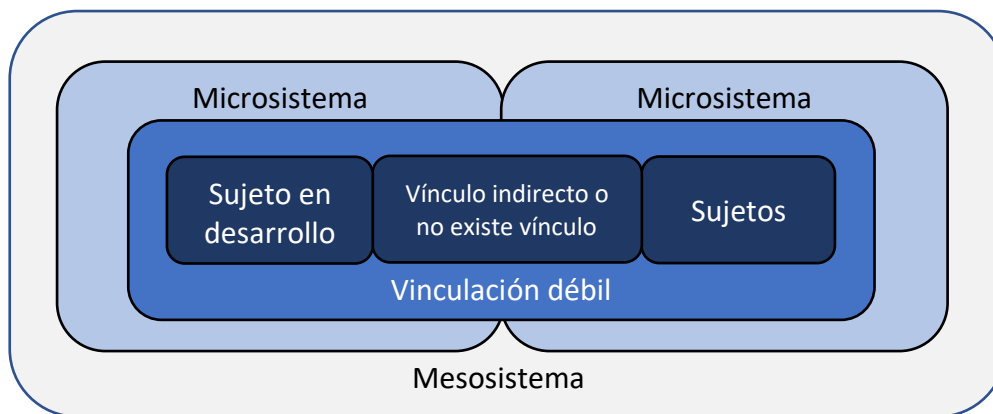 Microsistema
Microsistema
Sujeto en
desarrollo
Vínculo indirecto o
no existe vínculo
Sujetos
Vinculación débil
Mesosistema